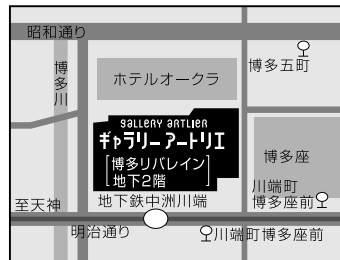 昭和通り
博多川
ホテルオークラ
博多五町
GALLERY ARTLIER
ギャラリーアートリエ
[博多リバレイン
地下2階]
博多座
川端町
博多座前
至天神
地下鉄中洲川端
明治通り
川端町博多座前